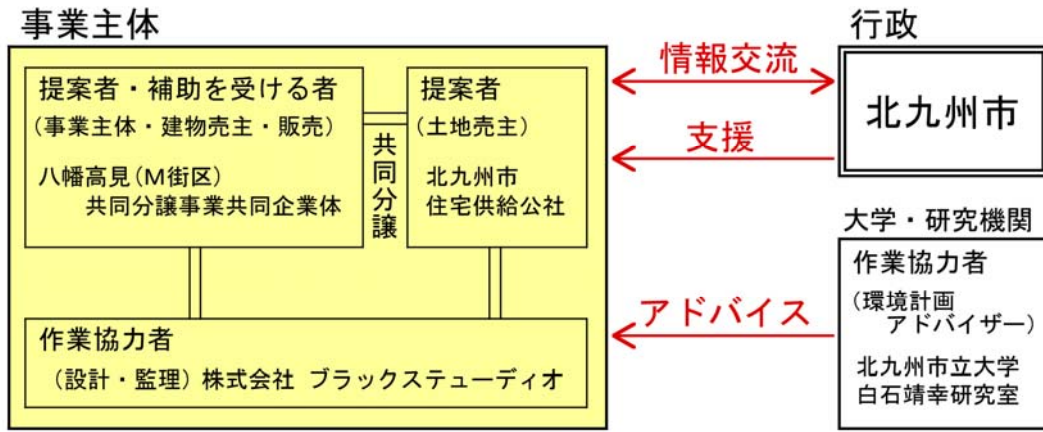 事業主体
提案者・補助を受ける者
(事業主体・建物売主・販売)
八幡高見(M街区)
共同分譲事業共同企業体
共同分譲
提案者
(土地売主)
北九州市
住宅供給公社
作業協力者
(設計・監理)株式会社 ブラックステューディオ
情報交流
支援
アドバイス
行政
北九州市
大学・研究機関
作業協力者
(環境計画
アドバイザー)
北九州市立大学
白石靖幸研究室